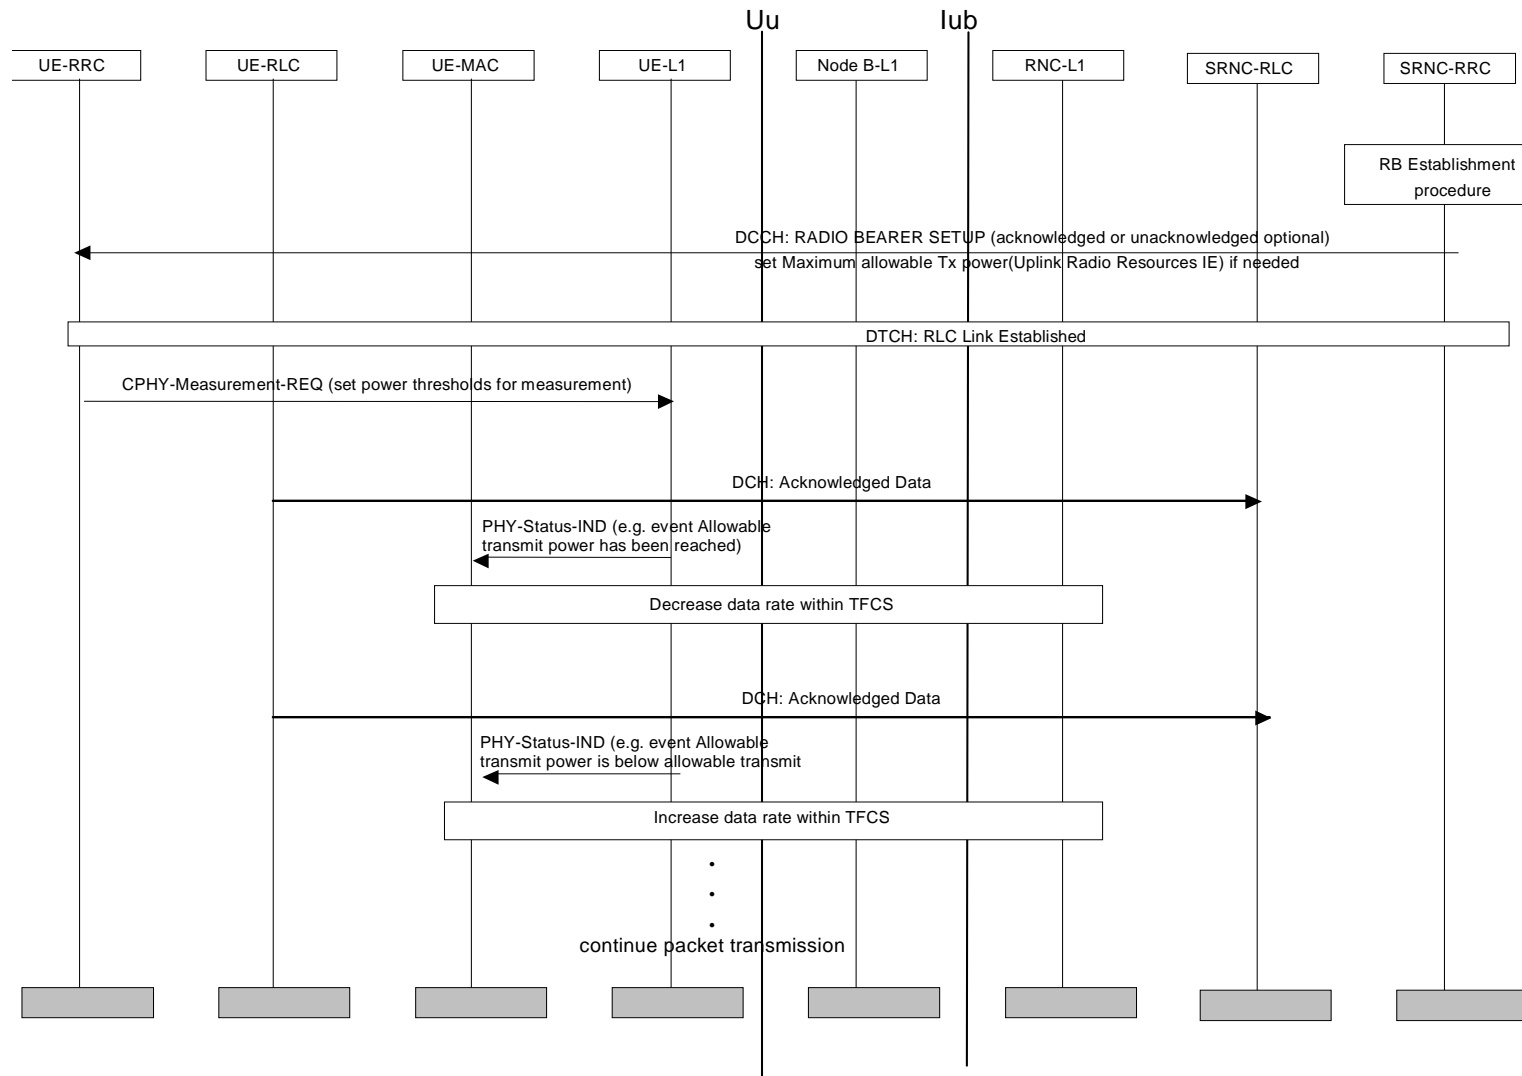 Uu
Iub
UE-RRC
UE-RLC
UE-MAC
UE-L1
Node B-L1
RNC-L1
SRNC-RLC
SRNC-RRC
RB Establishment
procedure
DCCH: RADIO BEARER SETUP (acknowledged or unacknowledged optional)
set Maximum allowable Tx power(Uplink Radio Resources IE) if needed
DTCH: RLC Link Established
CPHY-Measurement-REQ (set power thresholds for measurement)
DCH: Acknowledged Data
PHY-Status-IND (e.g. event Allowable
transmit power has been reached)
Decrease data rate within TFCS
DCH: Acknowledged Data
PHY-Status-IND (e.g. event Allowable
transmit power is below allowable transmit
Increase data rate within TFCS
continue packet transmission